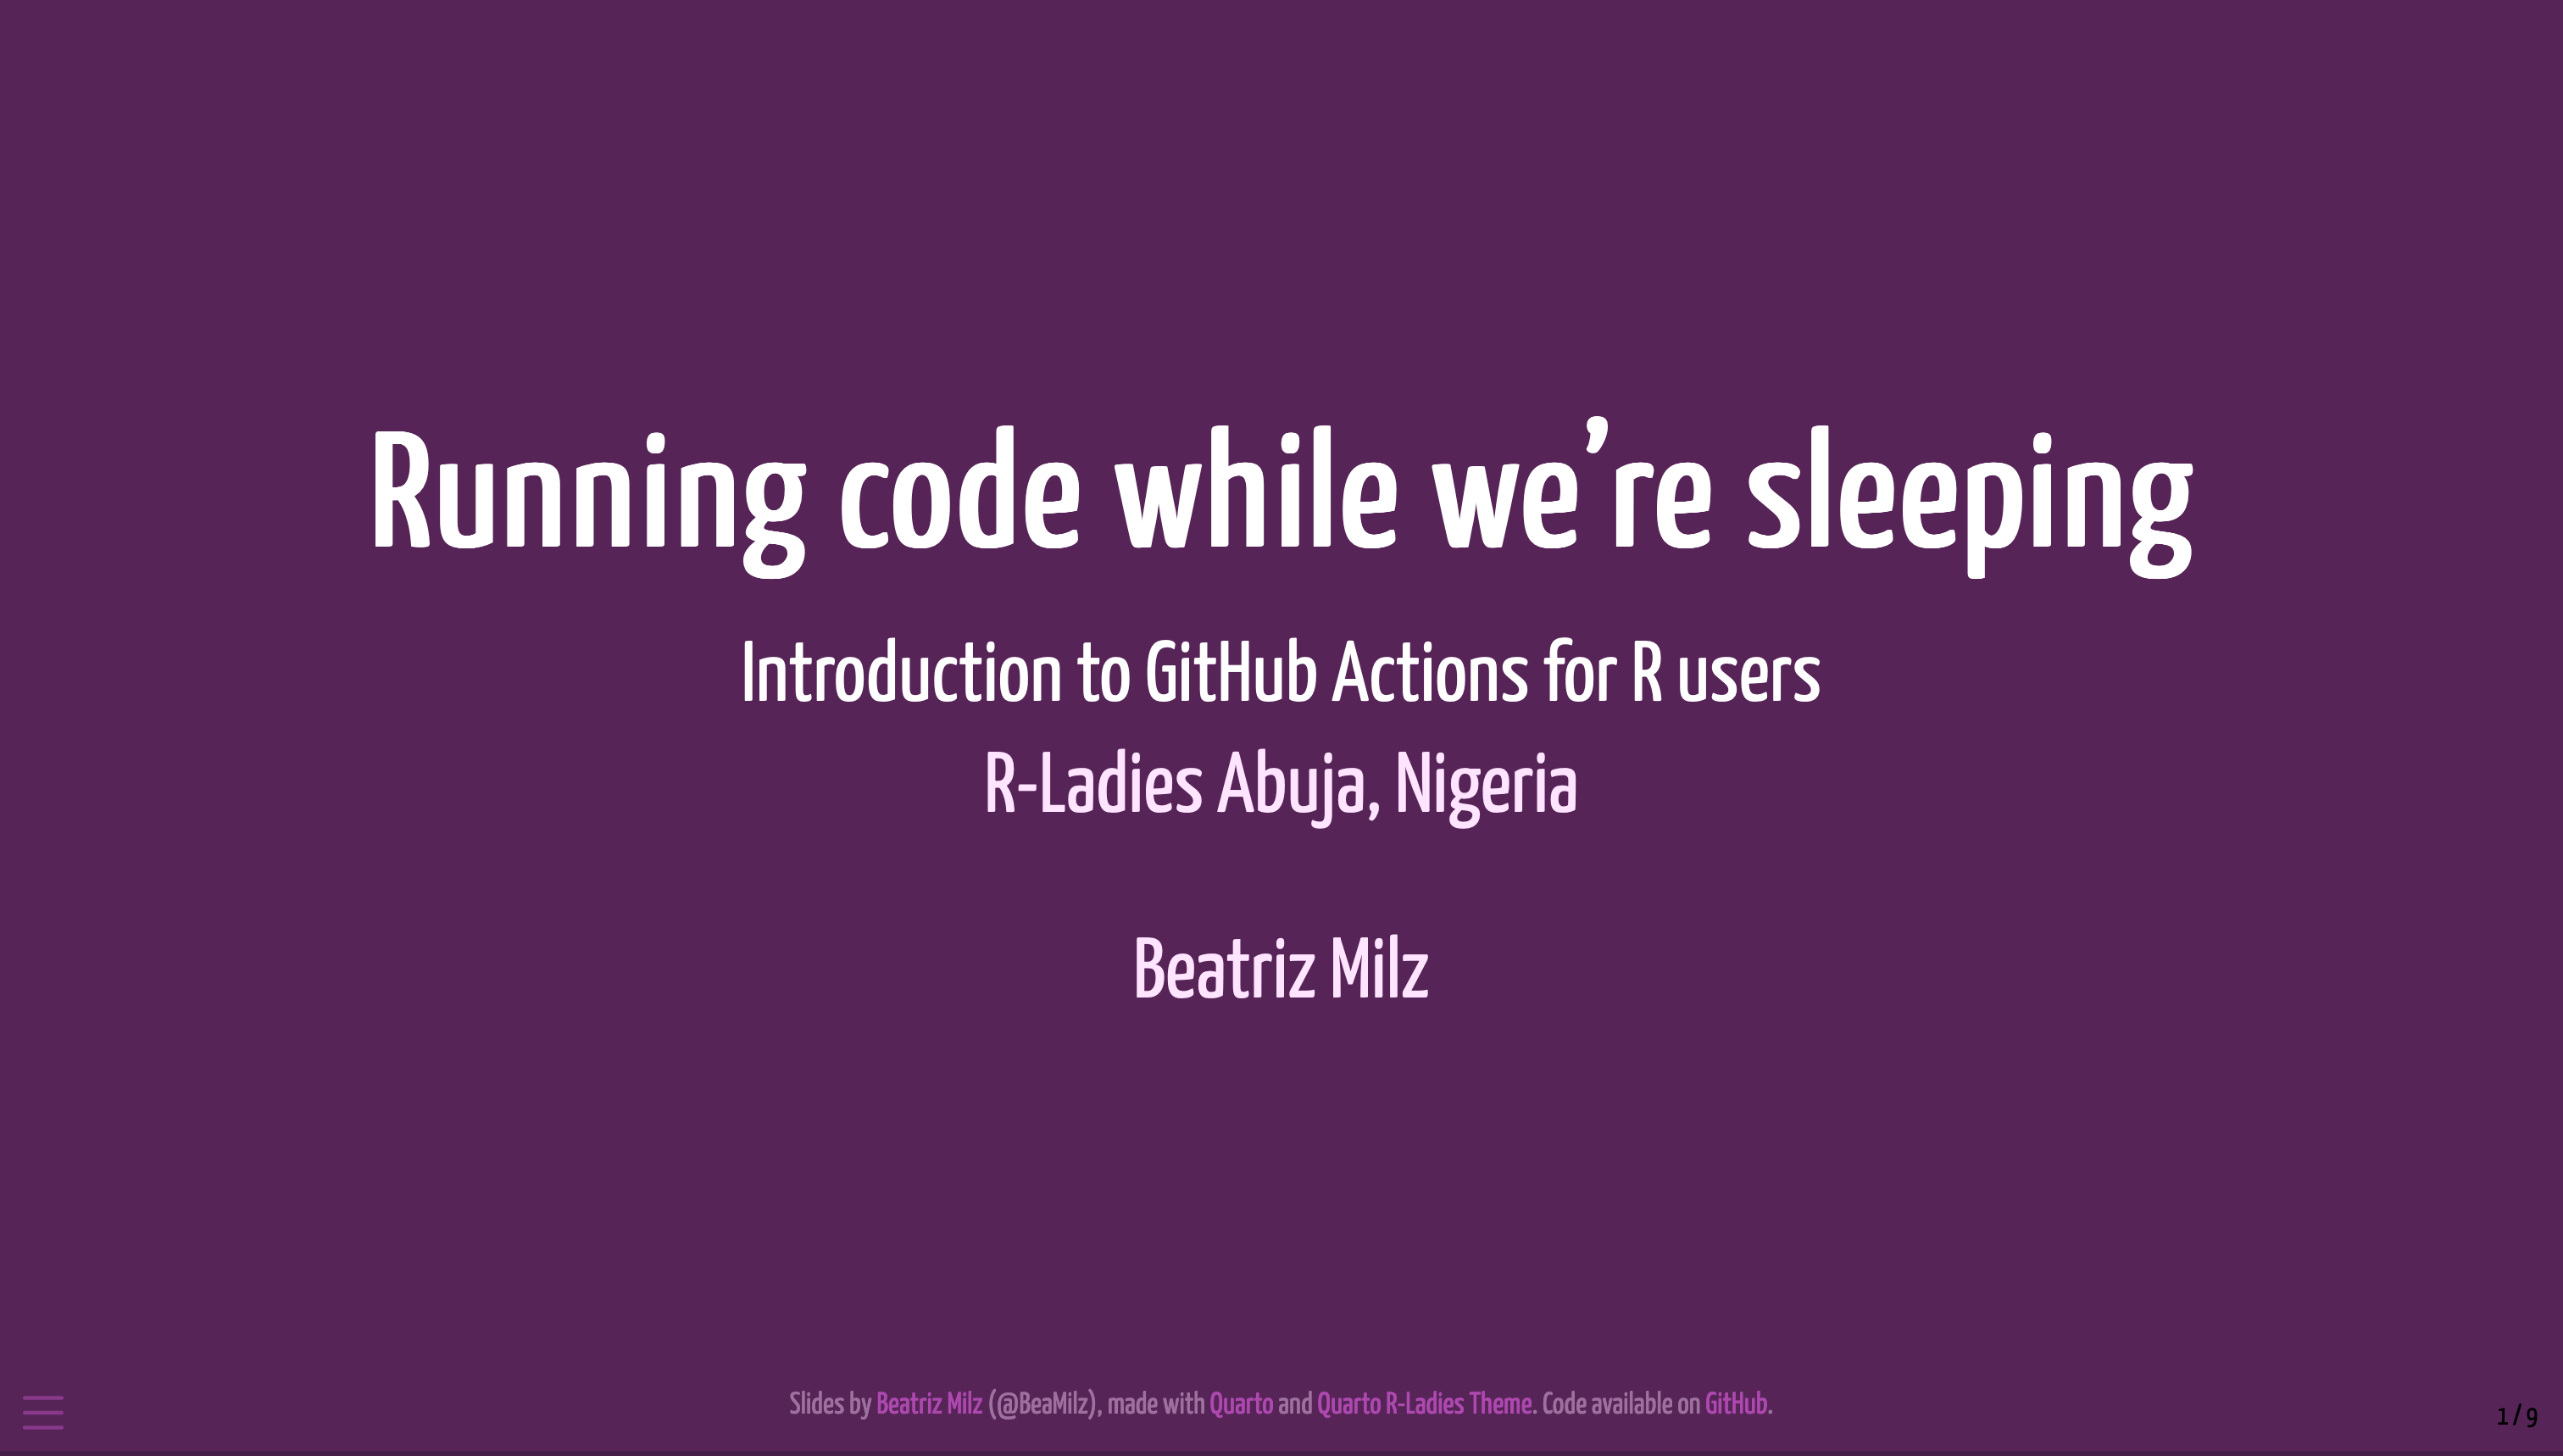 Running code while we’re sleeping
Introduction to GitHub Actions for R users
R-Ladies Abuja, Nigeria
Beatriz Milz
Slides by Beatriz Milz (@BeaMilz), made with Quarto and Quarto R-Ladies Theme. Code available on GitHub.
1 / 9